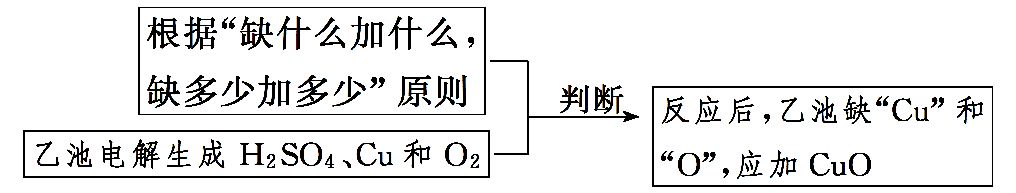 根据“缺什么加什么，
缺多少加多少”原则
乙池电解生成 H₂SO₄、Cu 和 O₂
判断
反应后，乙池缺“Cu”和
“O”，应加 CuO